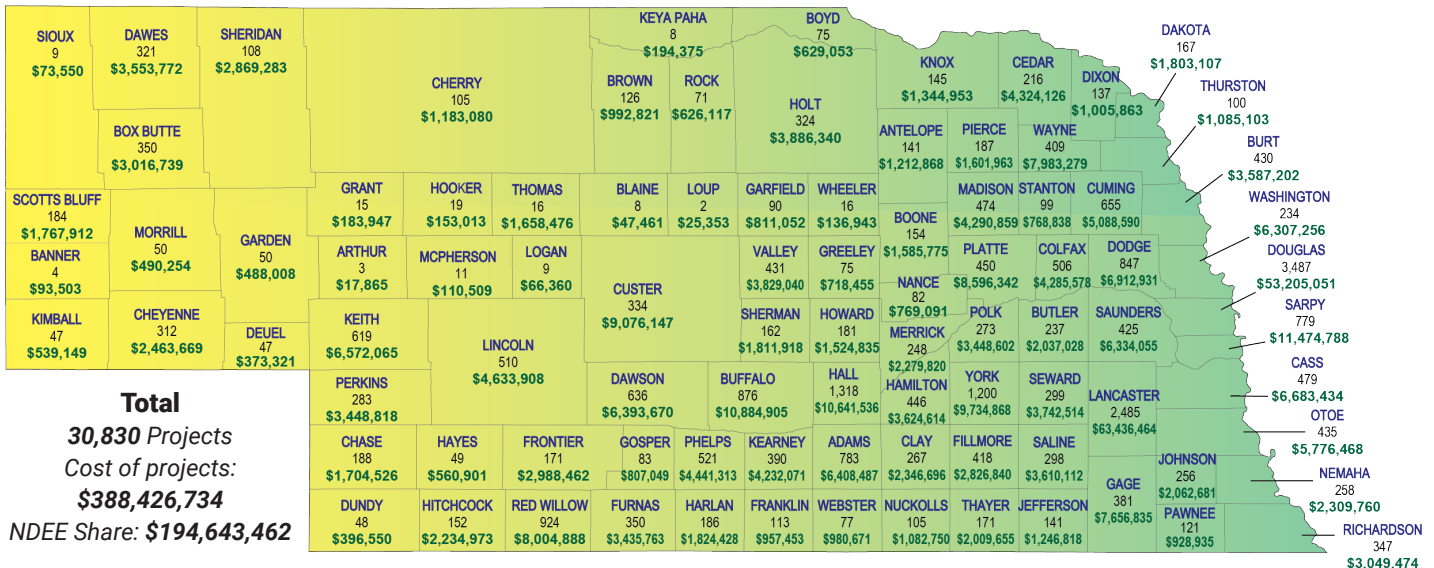 SIOUX
9
$73,550
DAWES
321
$3,553,772
SHERIDAN
108
$2,869,283
CHERRY
105
$1,183,080
KEYA PAHA
8
$194,375
BOYD
75
$629,053
BROWN
126
$992,821
ROCK
71
$626,117
HOLT
324
$3,886,340
KNOX
145
$1,344,953
CEDAR
216
$4,324,126
DIXON
137
$1,005,863
DAKOTA
167
$1,803,107
THURSTON
100
$1,085,103
BOX BUTTE
350
$3,016,739
ANTELOPE
141
$1,212,868
PIERCE
187
$1,601,963
WAYNE
409
$7,983,279
BURT
430
$3,587,202
SCOTTS BLUFF
184
$1,767,912
MORRILL
50
$490,254
GARDEN
50
$488,008
GRANT
15
$183,947
HOOKER
19
$153,013
THOMAS
16
$1,658,476
BLAINE
8
$47,461
LOUP
2
$25,353
GARFIELD
90
$811,052
WHEELER
16
$136,943
BOONE
154
$1,585,775
MADISON
474
$4,290,859
STANTON
99
$768,838
CUMING
655
$5,088,590
WASHINGTON
234
$6,307,256
BANNER
4
$93,503
ARTHUR
3
$17,865
MCPHERSON
11
$110,509
LOGAN
9
$66,360
CUSTER
334
$9,076,147
VALLEY
431
$3,829,040
GREELEY
75
$718,455
NANCE
82
$769,091
PLATTE
450
$8,596,342
COLFAX
506
$4,285,578
DODGE
847
$6,912,931
DOUGLAS
3,487
$53,205,051
KIMBALL
47
$539,149
CHEYENNE
312
$2,463,669
DEUEL
47
$373,321
KEITH
619
$6,572,065
LINCOLN
510
$4,633,908
SHERMAN
162
$1,811,918
HOWARD
181
$1,524,835
MERRICK
248
$2,279,820
POLK
273
$3,448,602
BUTLER
237
$2,037,028
SAUNDERS
425
$6,334,055
SARPY
779
$11,474,788
PERKINS
283
$3,448,818
DAWSON
636
$6,393,670
BUFFALO
876
$10,884,905
HALL
1,318
$10,641,536
HAMILTON
446
$3,624,614
YORK
1,200
$9,734,868
SEWARD
299
$3,742,514
LANCASTER
2,485
$63,436,464
CASS
479
$6,683,434
OTOE
435
$5,776,468
CHASE
188
$1,704,526
HAYES
49
$560,901
FRONTIER
171
$2,988,462
GOSPER
83
$807,049
PHELPS
521
$4,441,313
KEARNEY
390
$4,232,071
ADAMS
783
$6,408,487
CLAY
267
$2,346,696
FILLMORE
418
$2,826,840
SALINE
298
$3,610,112
GAGE
381
$7,656,835
JOHNSON
256
$2,062,681
NEMAHA
258
$2,309,760
DUNDY
48
$396,550
HITCHCOCK
152
$2,234,973
RED WILLOW
924
$8,004,888
FURNAS
350
$3,435,763
HARLAN
186
$1,824,428
FRANKLIN
113
$957,453
WEBSTER
77
$980,671
NUCKOLLS
105
$1,082,750
THAYER
171
$2,009,655
JEFFERSON
141
$1,246,818
PAWNEE
121
$928,935
RICHARDSON
347
$3,049,474
Total
30,830 Projects
Cost of projects:
$388,426,734
NDEE Share: $194,643,462